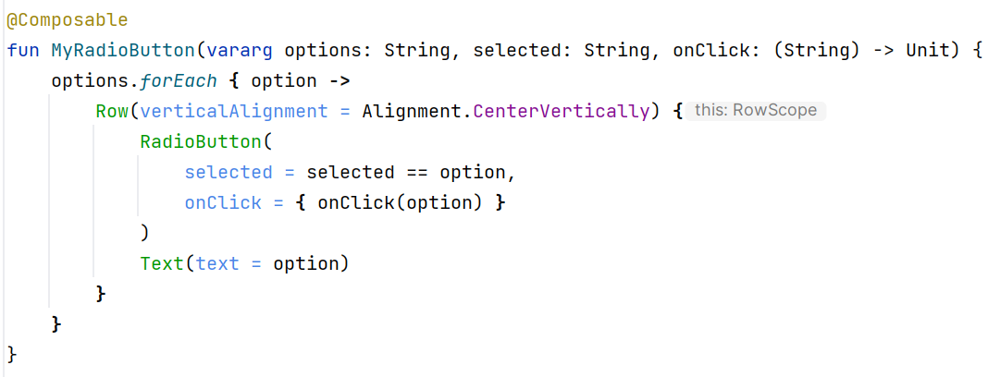 @Composable
fun MyRadioButton(vararg options: String, selected: String, onClick: (String) -> Unit) {
    options.forEach { option ->
        Row(verticalAlignment = Alignment.CenterVertically) { this: RowScope
            RadioButton(
                selected = selected == option,
                onClick = { onClick(option) }
            )
            Text(text = option)
        }
    }
}